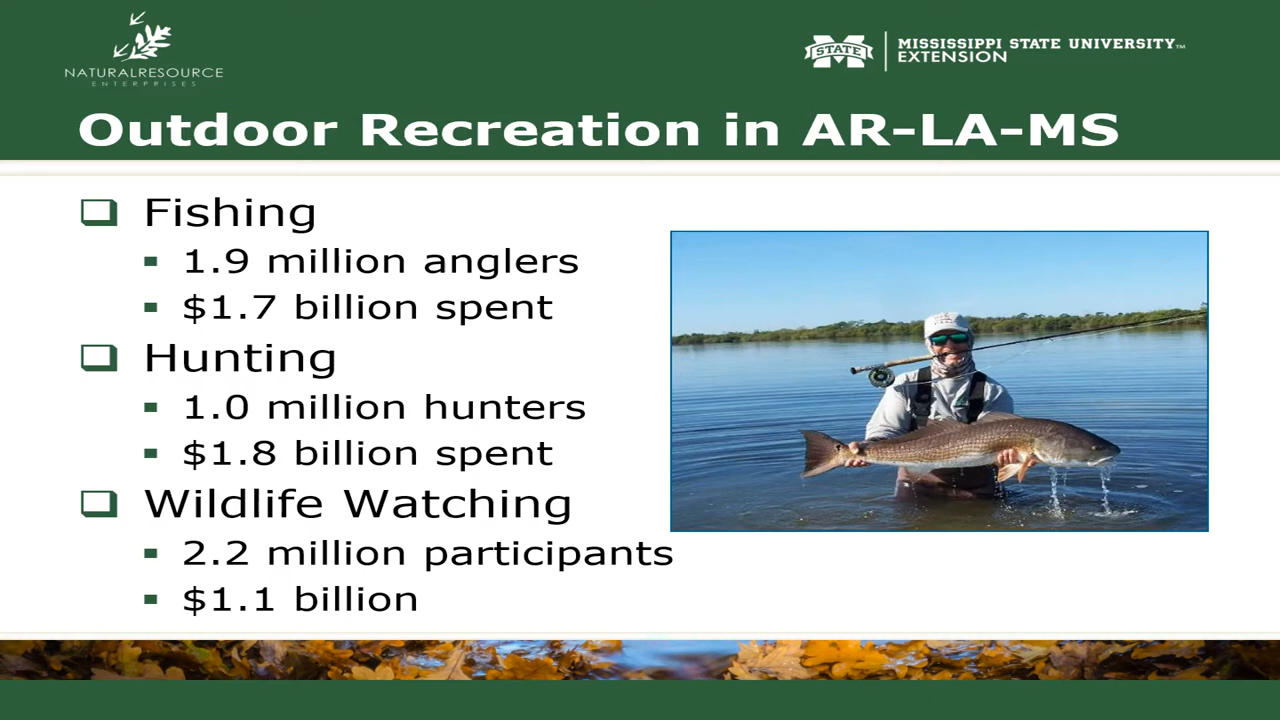 NATURALRESOURCE
ENTERPRISES
STATE
MISSISSIPPI STATE UNIVERSITY™
EXTENSION
Outdoor Recreation in AR-LA-MS
Fishing
1.9 million anglers
$1.7 billion spent
Hunting
1.0 million hunters
$1.8 billion spent
Wildlife Watching
2.2 million participants
$1.1 billion